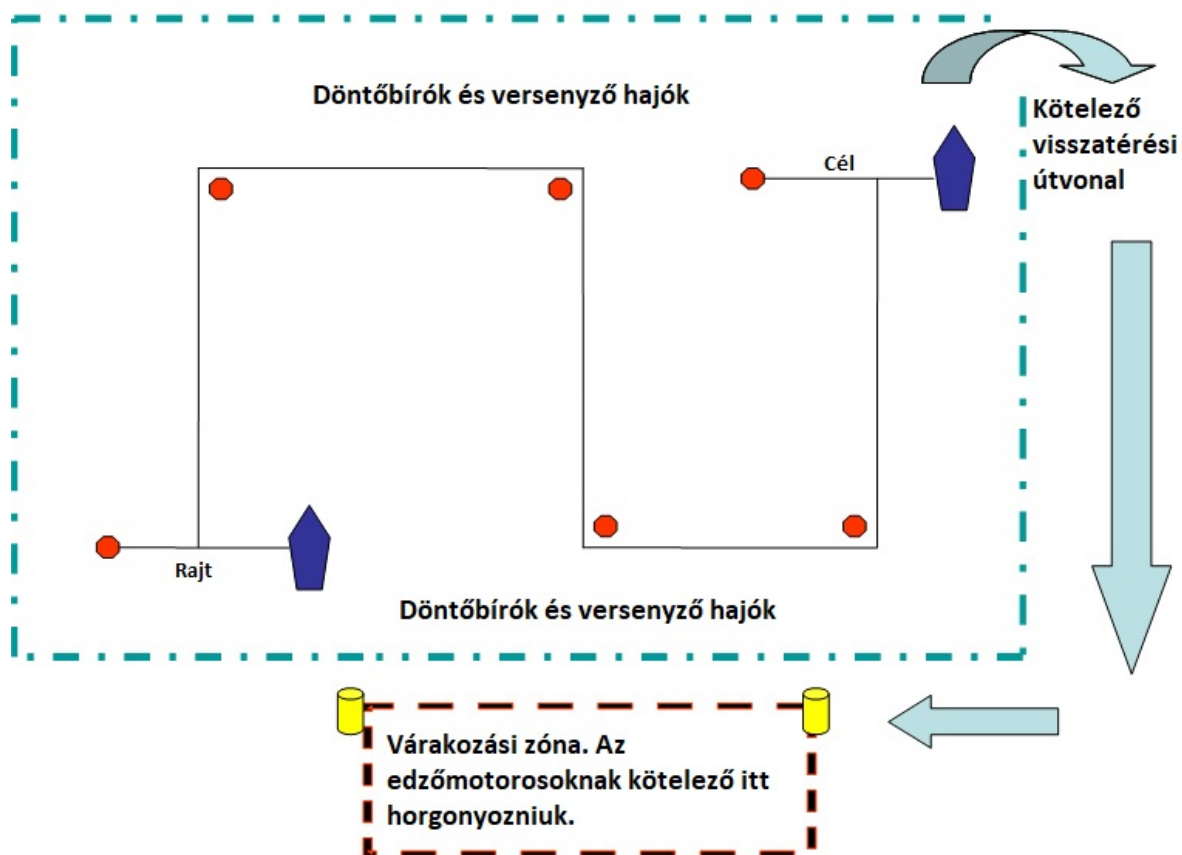 Döntőbírók és versenyző hajók
Kötelező
visszatérési
útvonal
Cél
Rajt
Döntőbírók és versenyző hajók
Várakozási zóna. Az
edzőmotorosoknak kötelező itt
horgonyozniuk.